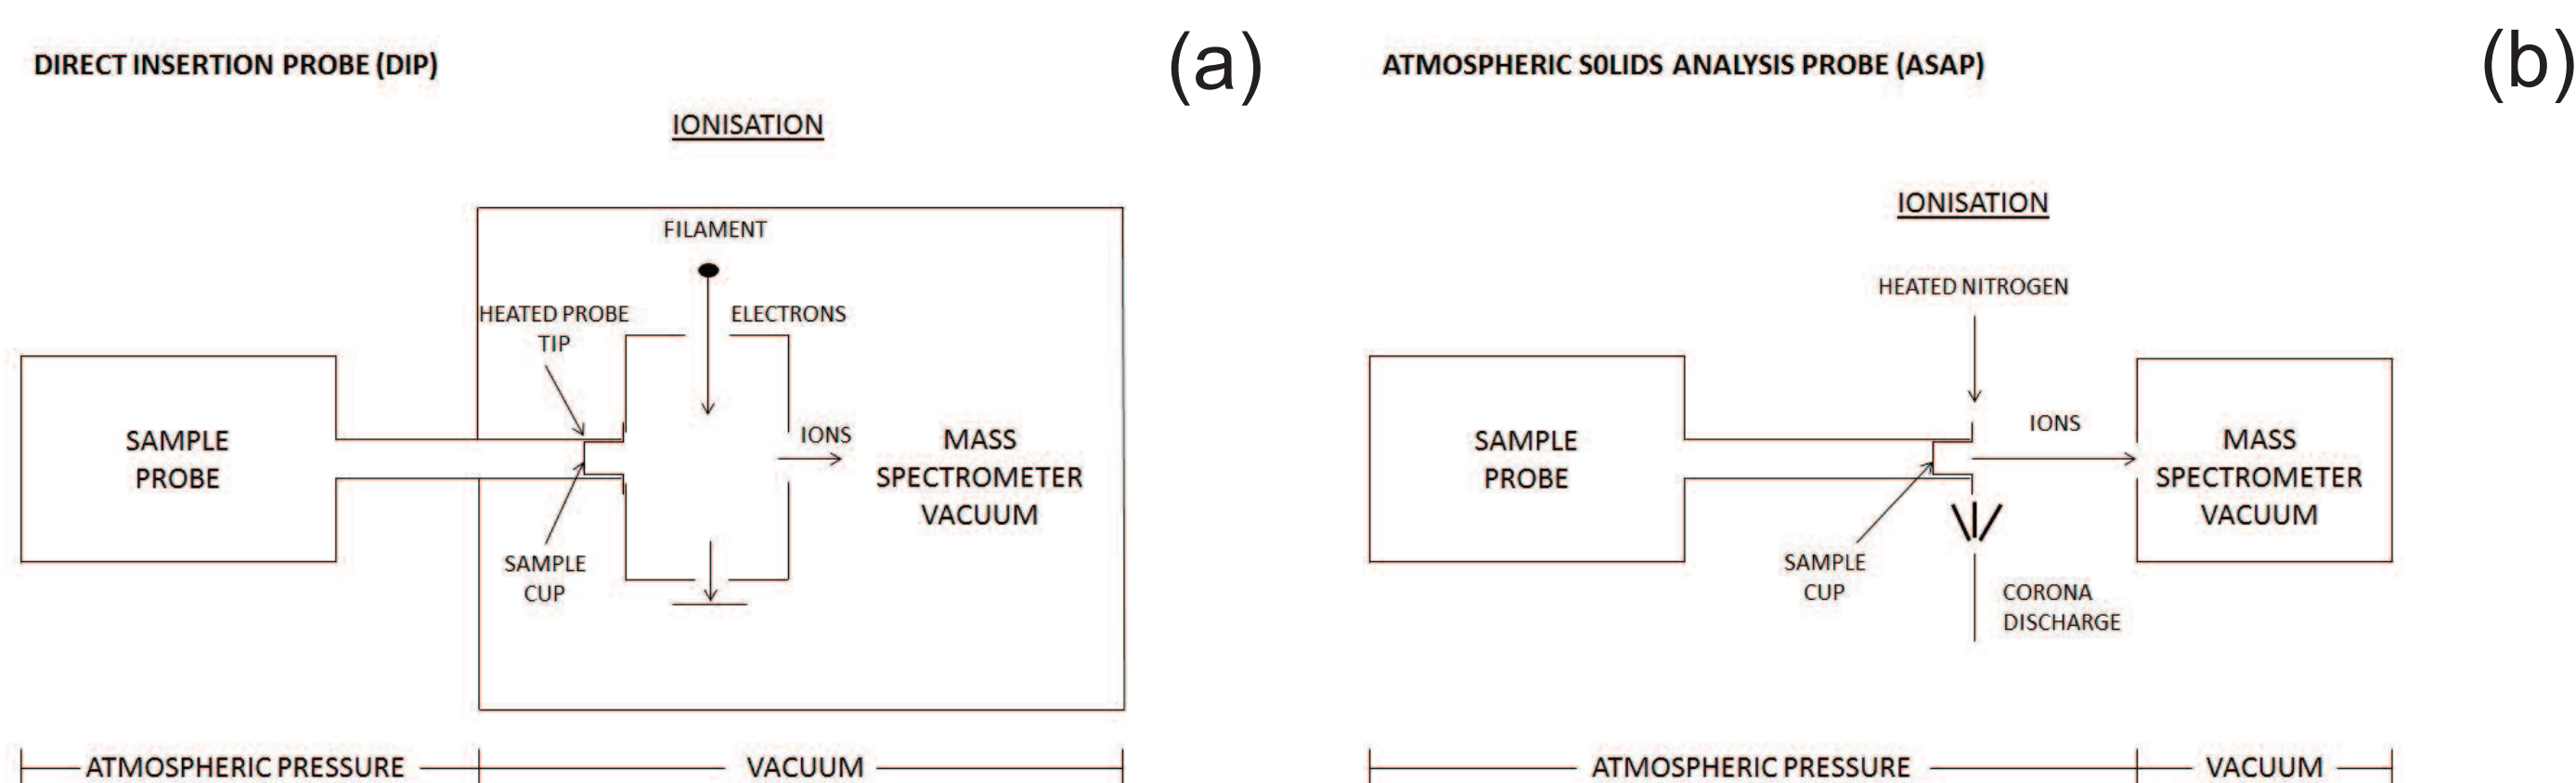 DIRECT INSERTION PROBE (DIP)
(a)
IONISATION
FILAMENT
HEATED PROBE
TIP
ELECTRONS
SAMPLE
PROBE
IONS
MASS
SPECTROMETER
VACUUM
SAMPLE
CUP
ATMOSPHERIC PRESSURE
VACUUM
ATMOSPHERIC S0LIDS ANALYSIS PROBE (ASAP)
(b)
IONISATION
HEATED NITROGEN
SAMPLE
PROBE
IONS
MASS
SPECTROMETER
VACUUM
SAMPLE
CUP
CORONA
DISCHARGE
ATMOSPHERIC PRESSURE
VACUUM